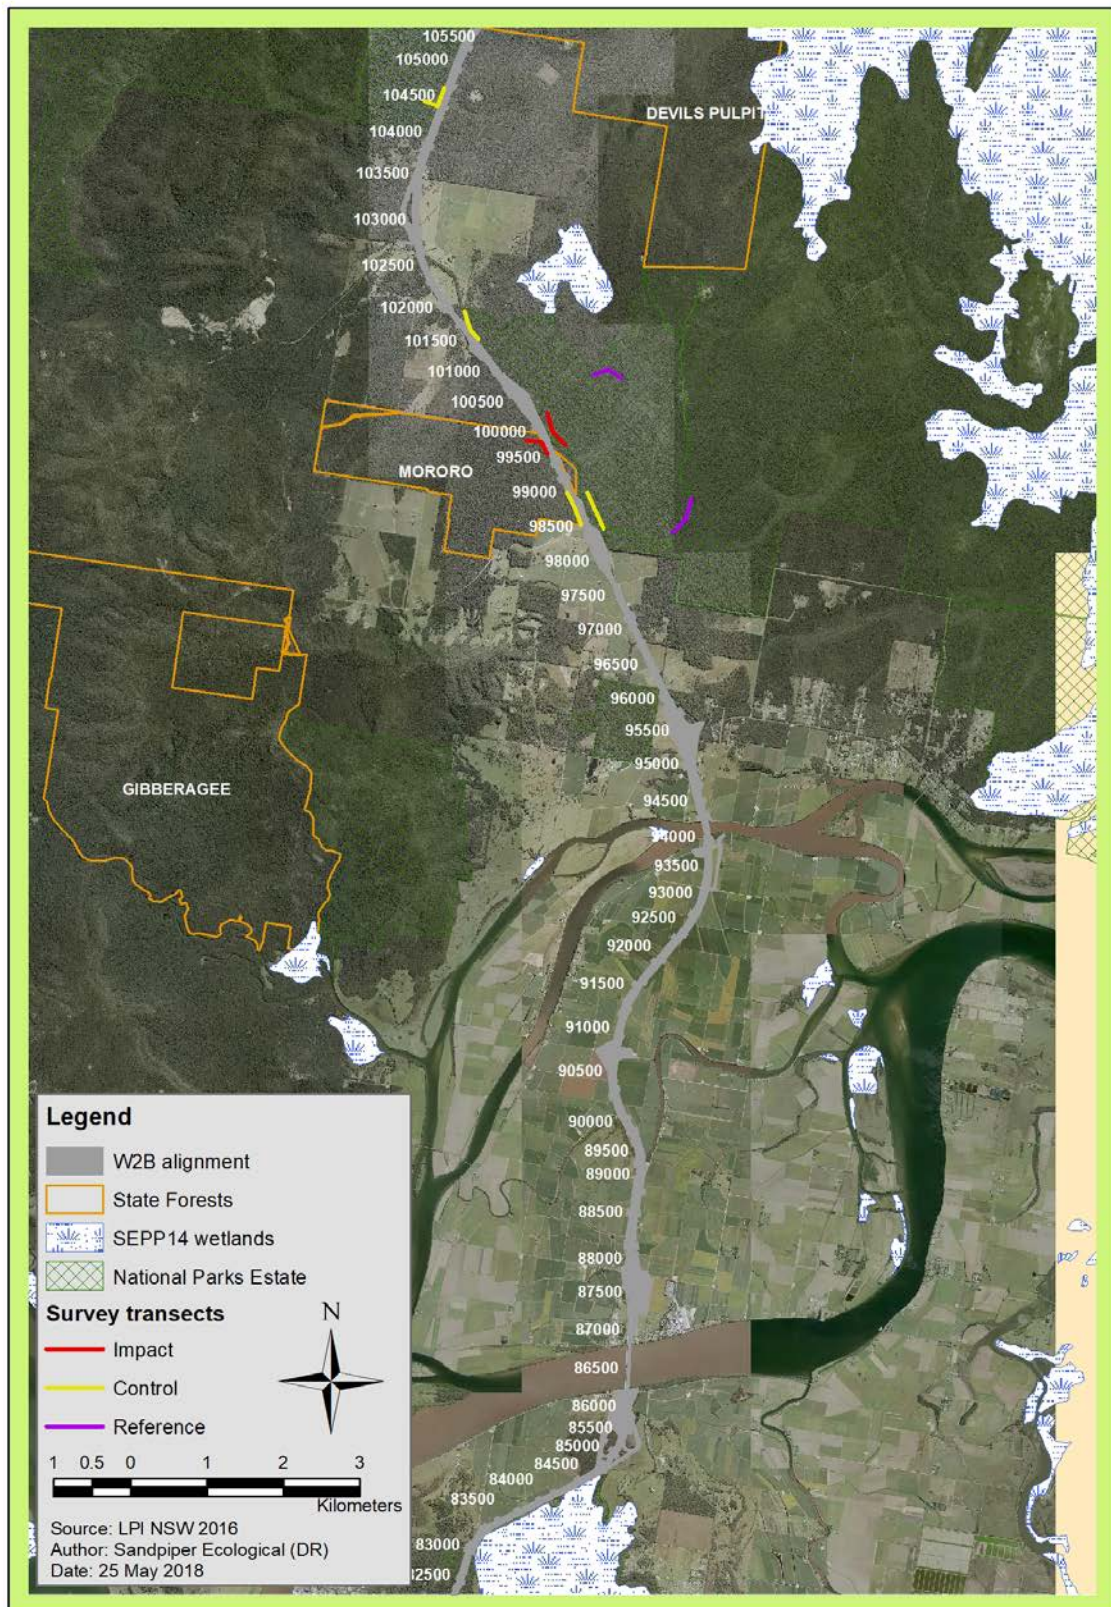 105500
105000
104500
DEVILS PULPIT
104000
103500
103000
102500
102000
101500
101000
100500
100000
99500
MORORO
99000
98500
98000
97500
97000
96500
96000
95500
95000
GIBBERAGEE
94500
94000
93500
93000
92500
92000
91500
91000
90500
90000
89500
89000
88500
88000
87500
87000
86500
86000
85500
85000
84500
84000
83500
83000
82500
Legend
W2B alignment
State Forests
SEPP14 wetlands
National Parks Estate
Survey transects
N
Impact
Control
Reference
1 0.5 0 1 2 3
Kilometers
Source: LPI NSW 2016
Author: Sandpiper Ecological (DR)
Date: 25 May 2018